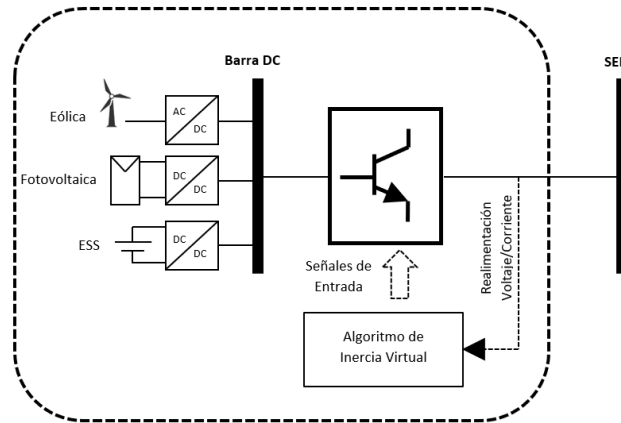 Barra DC
SEP
Eólica
AC
DC
Fotovoltaica
DC
DC
ESS
DC
DC
Señales de
Entrada
Realimentación
Voltaje/Corriente
Algoritmo de
Inercia Virtual